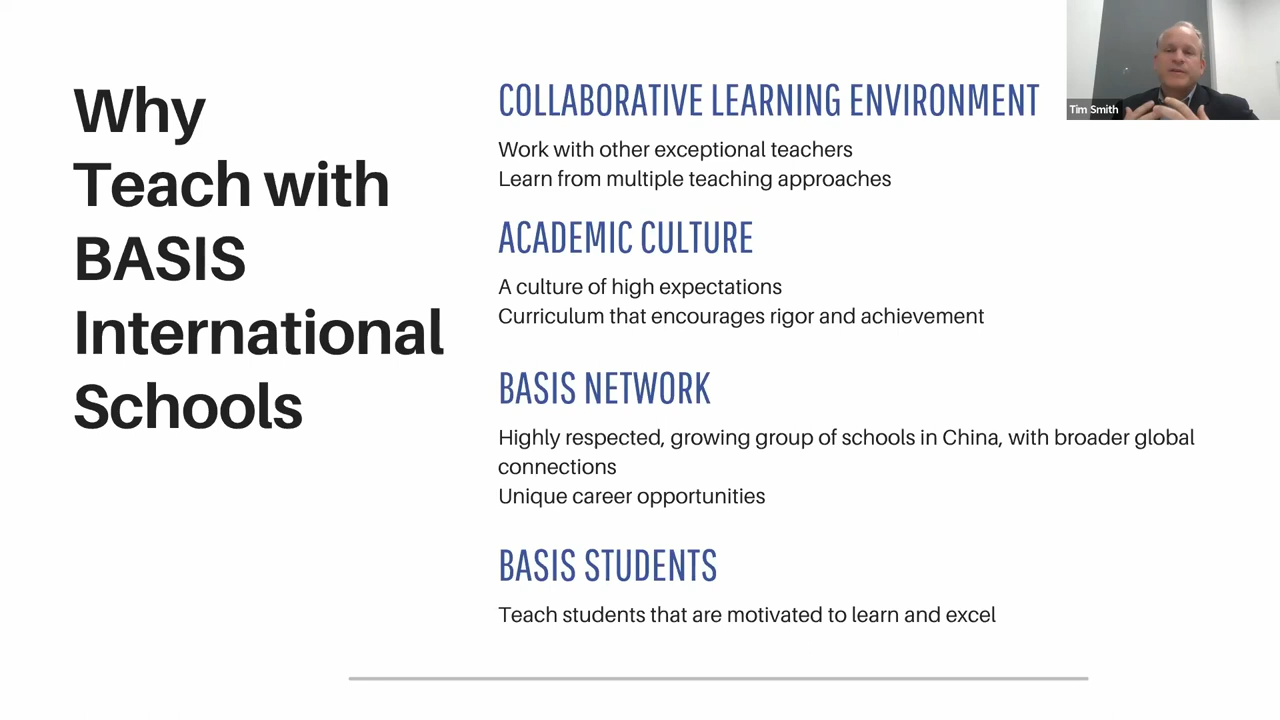 Why
Teach with
BASIS
International
Schools
COLLABORATIVE LEARNING ENVIRONMENT
Work with other exceptional teachers
Learn from multiple teaching approaches
ACADEMIC CULTURE
A culture of high expectations
Curriculum that encourages rigor and achievement
BASIS NETWORK
Highly respected, growing group of schools in China, with broader global
connections
Unique career opportunities
BASIS STUDENTS
Teach students that are motivated to learn and excel
Tim Smith